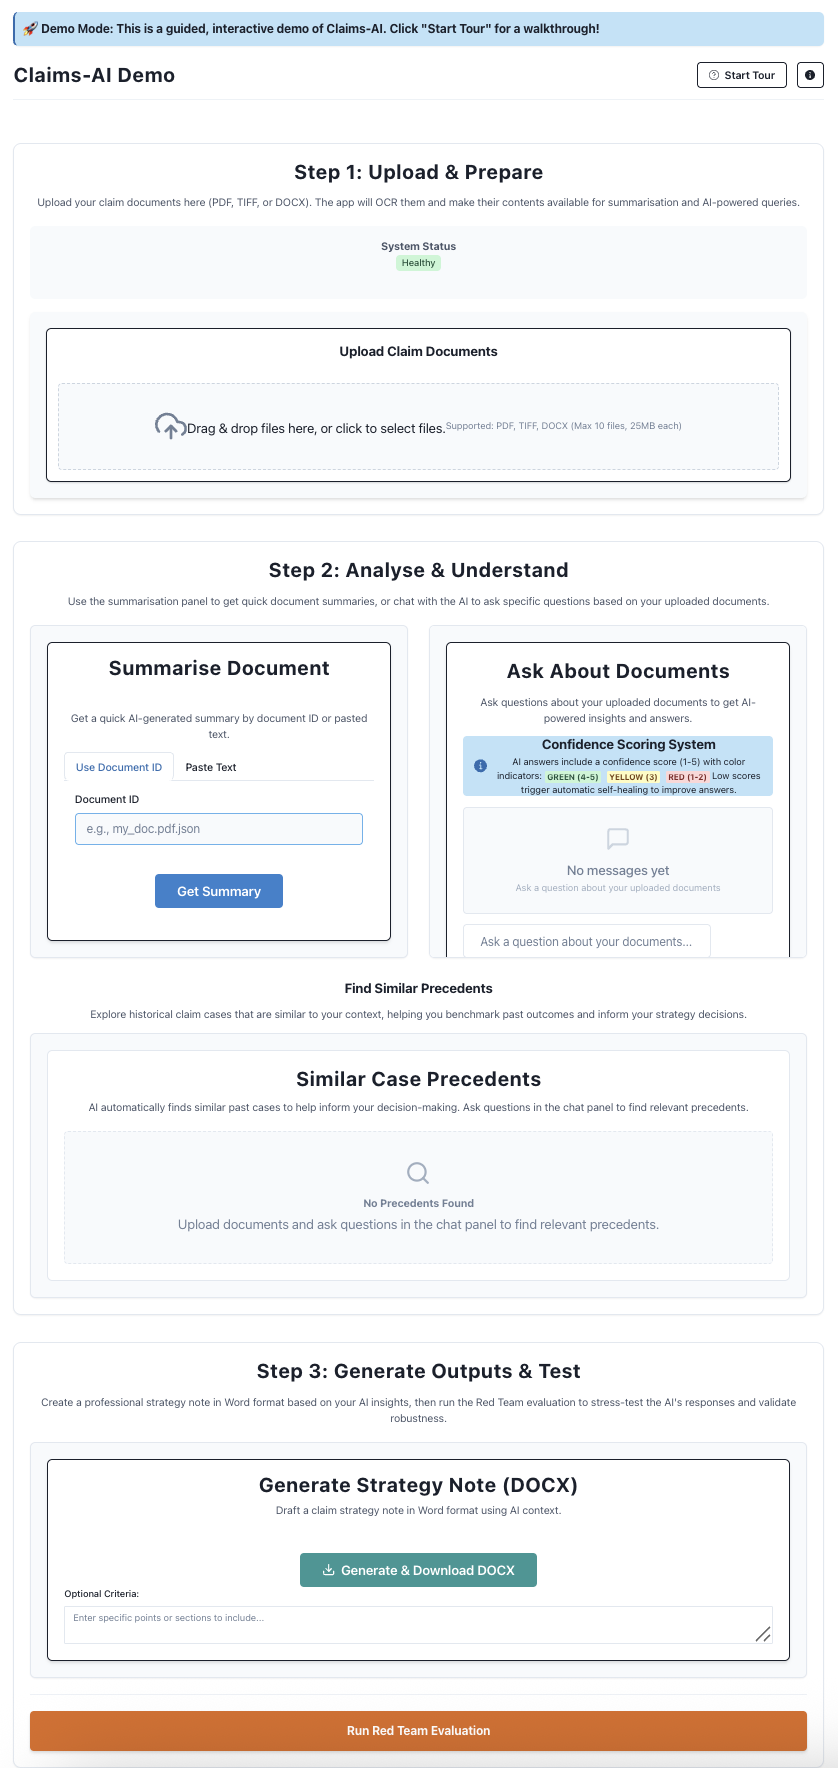 🚀 Demo Mode: This is a guided, interactive demo of Claims-AI. Click "Start Tour" for a walkthrough!
Claims-AI Demo
Start Tour
Step 1: Upload & Prepare
Upload your claim documents here (PDF, TIFF, or DOCX). The app will OCR them and make their contents available for summarisation and AI-powered queries.
System Status
Healthy
Upload Claim Documents
Drag & drop files here, or click to select files. Supported: PDF, TIFF, DOCX (Max 10 files, 25MB each)
Step 2: Analyse & Understand
Use the summarisation panel to get quick document summaries, or chat with the AI to ask specific questions based on your uploaded documents.
Summarise Document
Get a quick AI-generated summary by document ID or pasted
text.
Use Document ID
Paste Text
Document ID
e.g., my_doc.pdf.json
Get Summary
Ask About Documents
Ask questions about your uploaded documents to get AI-
powered insights and answers.
Confidence Scoring System
AI answers include a confidence score (1-5) with color
indicators: GREEN (4-5) YELLOW (3) RED (1-2) Low scores
trigger automatic self-healing to improve answers.
No messages yet
Ask a question about your uploaded documents
Ask a question about your documents...
Find Similar Precedents
Explore historical claim cases that are similar to your context, helping you benchmark past outcomes and inform your strategy decisions.
Similar Case Precedents
AI automatically finds similar past cases to help inform your decision-making. Ask questions in the chat panel to find relevant precedents.
No Precedents Found
Upload documents and ask questions in the chat panel to find relevant precedents.
Step 3: Generate Outputs & Test
Create a professional strategy note in Word format based on your AI insights, then run the Red Team evaluation to stress-test the AI's responses and validate
robustness.
Generate Strategy Note (DOCX)
Draft a claim strategy note in Word format using AI context.
Generate & Download DOCX
Optional Criteria:
Enter specific points or sections to include...
Run Red Team Evaluation